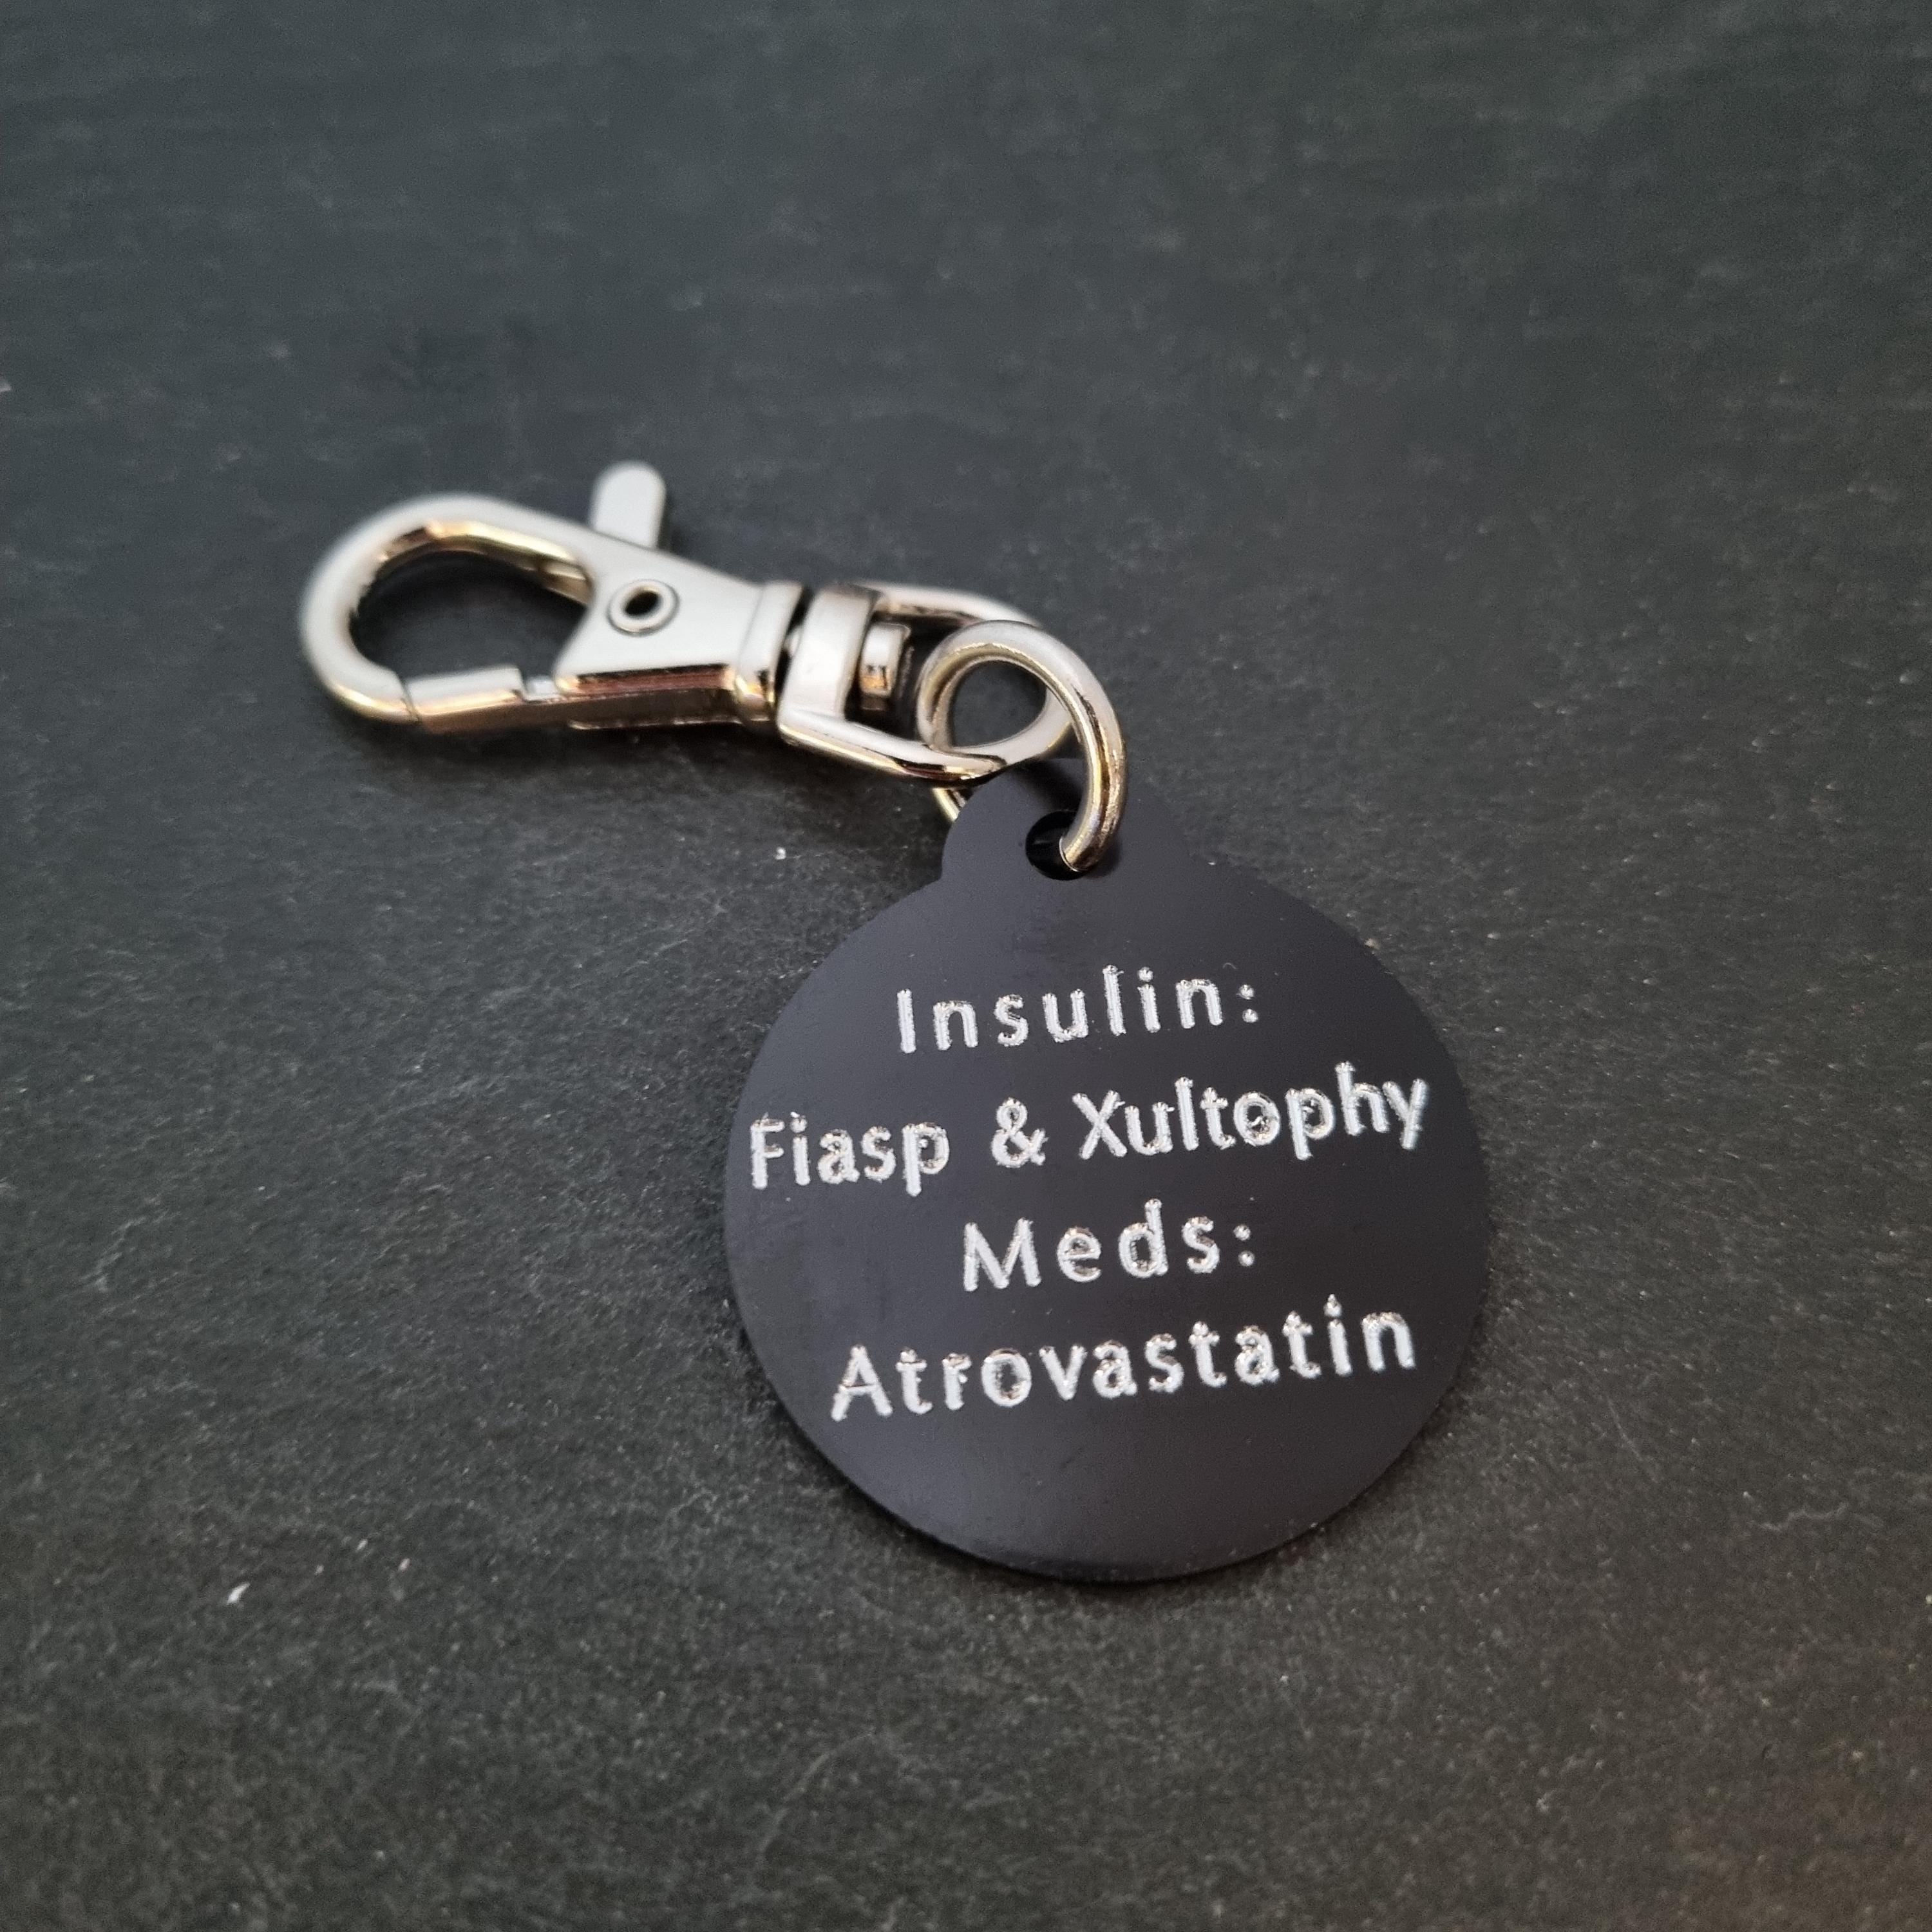 Insulin:
Fiasp & Xultophy
Meds:
Atrovastatin